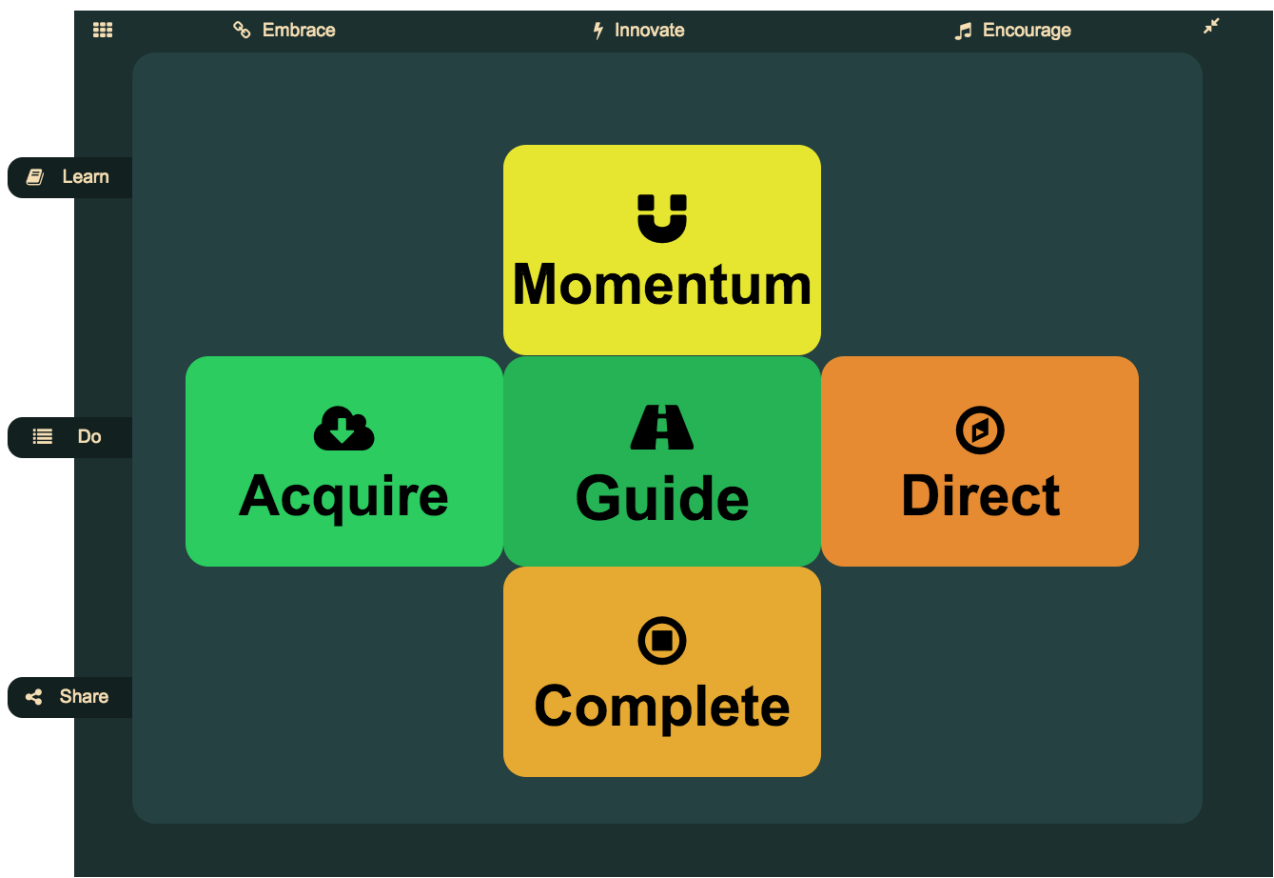 Embrace
Innovate
Encourage
Learn
Momentum
Do
Acquire
Guide
Direct
Share
Complete